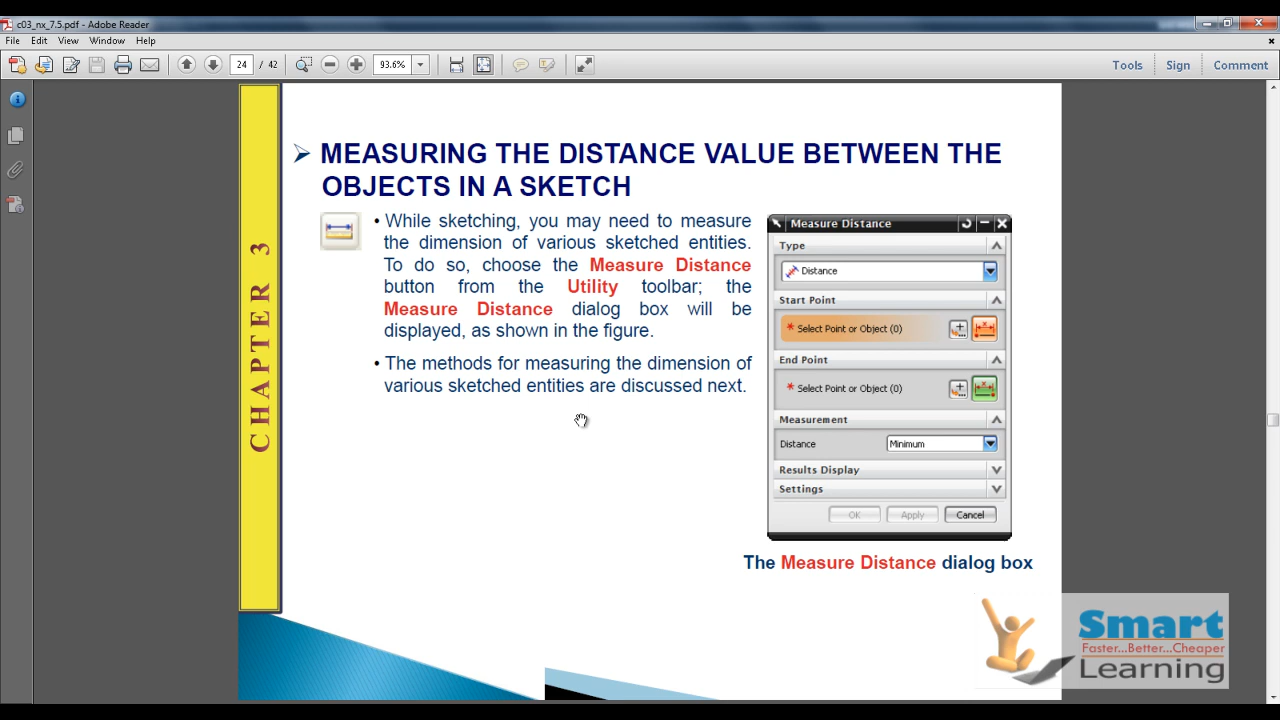 c03_nx_7.5.pdf - Adobe Reader
File Edit View Window Help
24 / 42 93.6% Tools Sign Comment
CHAPTER 3
➢ MEASURING THE DISTANCE VALUE BETWEEN THE
OBJECTS IN A SKETCH
• While sketching, you may need to measure
the dimension of various sketched entities.
To do so, choose the Measure Distance
button from the Utility toolbar; the
Measure Distance dialog box will be
displayed, as shown in the figure.
• The methods for measuring the dimension of
various sketched entities are discussed next.
Measure Distance
Type
Distance
Start Point
* Select Point or Object (0)
End Point
* Select Point or Object (0)
Measurement
Distance Minimum
Results Display
Settings
OK Apply Cancel
The Measure Distance dialog box
Smart
Faster...Better...Cheaper
Learning